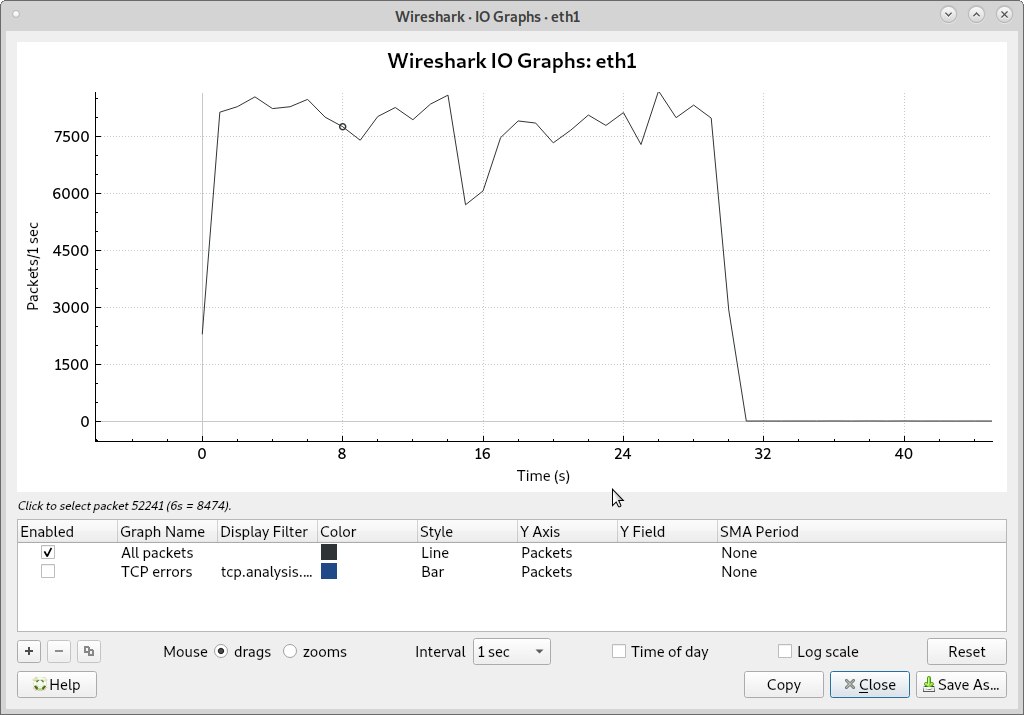 Wireshark · IO Graphs · eth1
Wireshark IO Graphs: eth1
Packets/1 sec
7500
6000
4500
3000
1500
0
0 8 16 24 32 40
Time (s)
Click to select packet 52241 (6s = 8474).
Enabled Graph Name Display Filter Color Style Y Axis Y Field SMA Period
All packets Line Packets None
TCP errors tcp.analysis.... Bar Packets None
Mouse drags zooms Interval 1 sec Time of day Log scale Reset
Help Copy Close Save As...